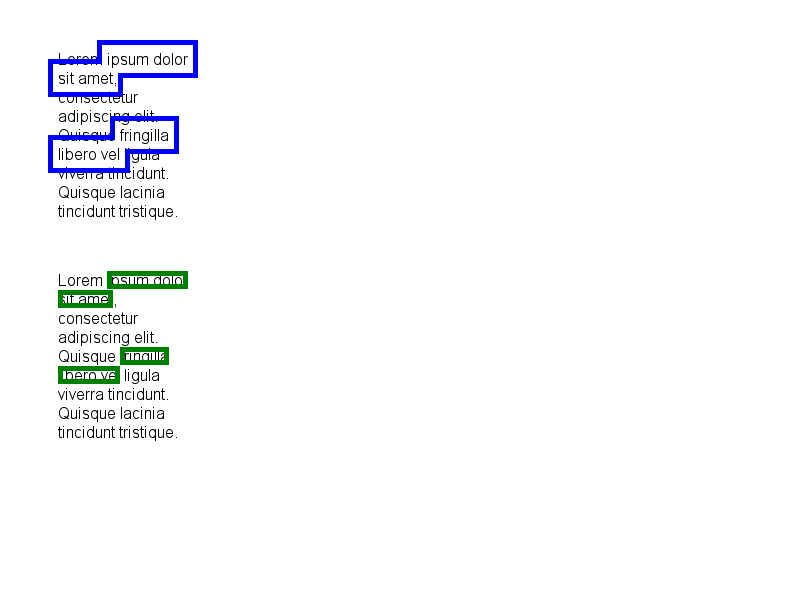 Lorem ipsum dolor
sit amet,
consectetur
adipiscing elit.
Quisque fringilla
libero vel ligula
viverra tincidunt.
Quisque lacinia
tincidunt tristique.
Lorem ipsum dolor
sit amet,
consectetur
adipiscing elit.
Quisque fringilla
libero vel ligula
viverra tincidunt.
Quisque lacinia
tincidunt tristique.